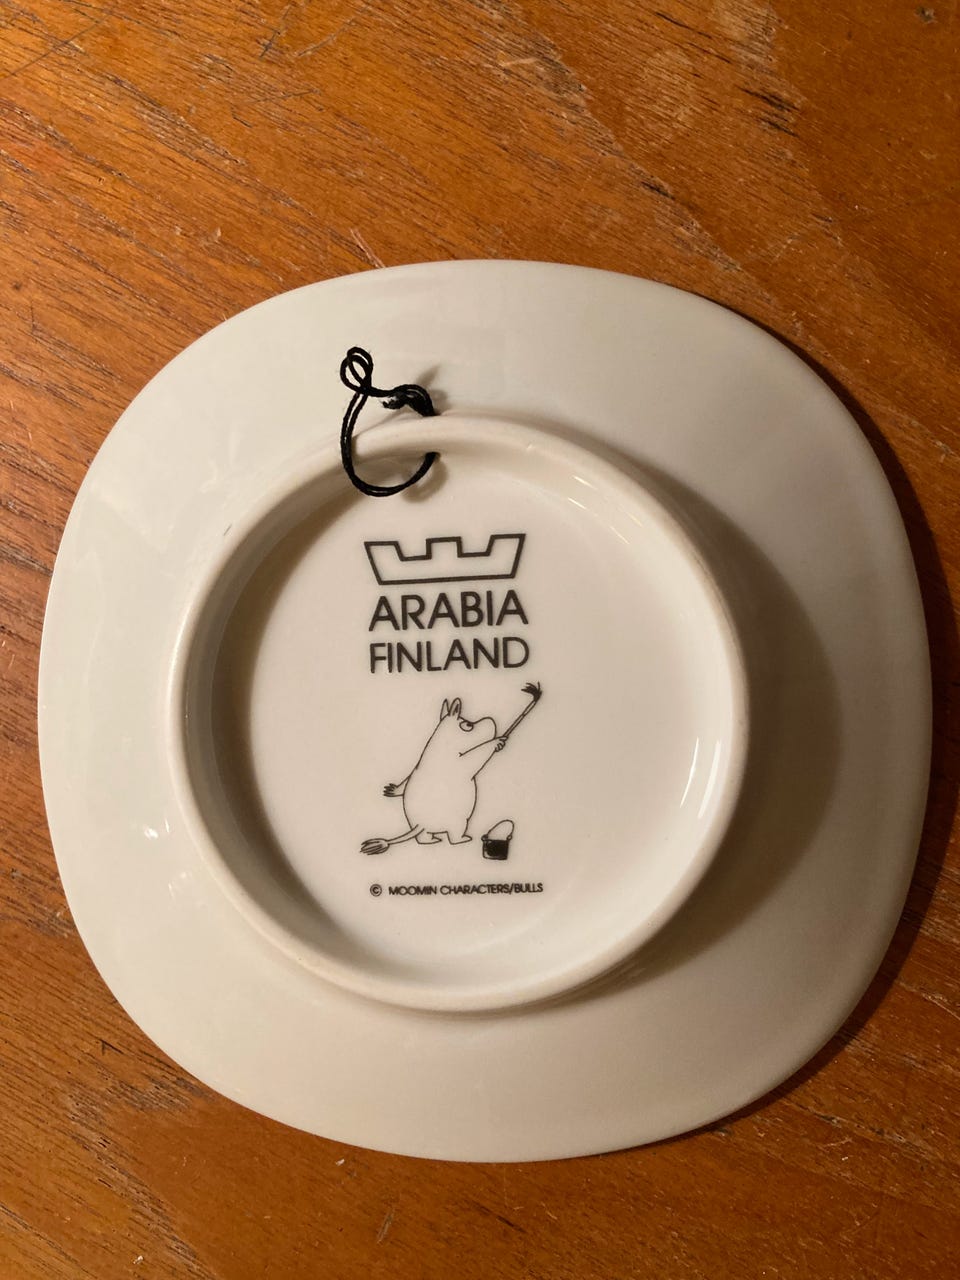 ARABIA
FINLAND
© MOOMIN CHARACTERS/BULLS